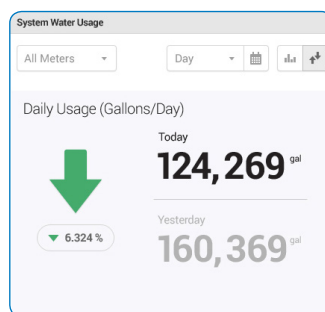 System Water Usage
All Meters Day
Daily Usage (Gallons/Day)
Today
124,269 gal
6.324 %
Yesterday
160,369 gal